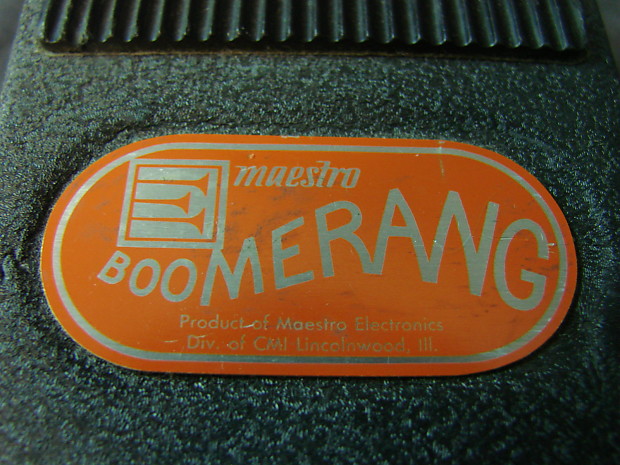 maestro
BOOMERANG
Product of Maestro Electronics
Div. of CMI Lincolnwood, Ill.